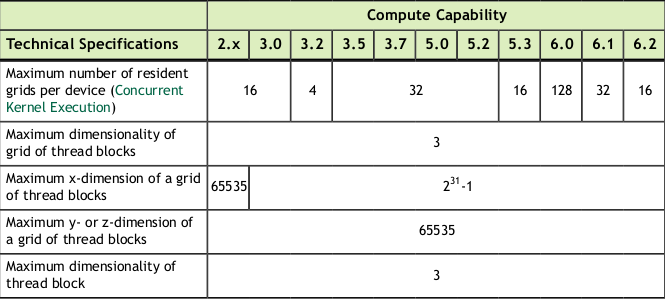 Compute Capability
Technical Specifications 2.x 3.0 3.2 3.5 3.7 5.0 5.2 5.3 6.0 6.1 6.2
Maximum number of resident
grids per device (Concurrent
Kernel Execution)
16 4 32 16 128 32 16
Maximum dimensionality of
grid of thread blocks
3
Maximum x-dimension of a grid
of thread blocks
65535 2³¹-1
Maximum y- or z-dimension of
a grid of thread blocks
65535
Maximum dimensionality of
thread block
3